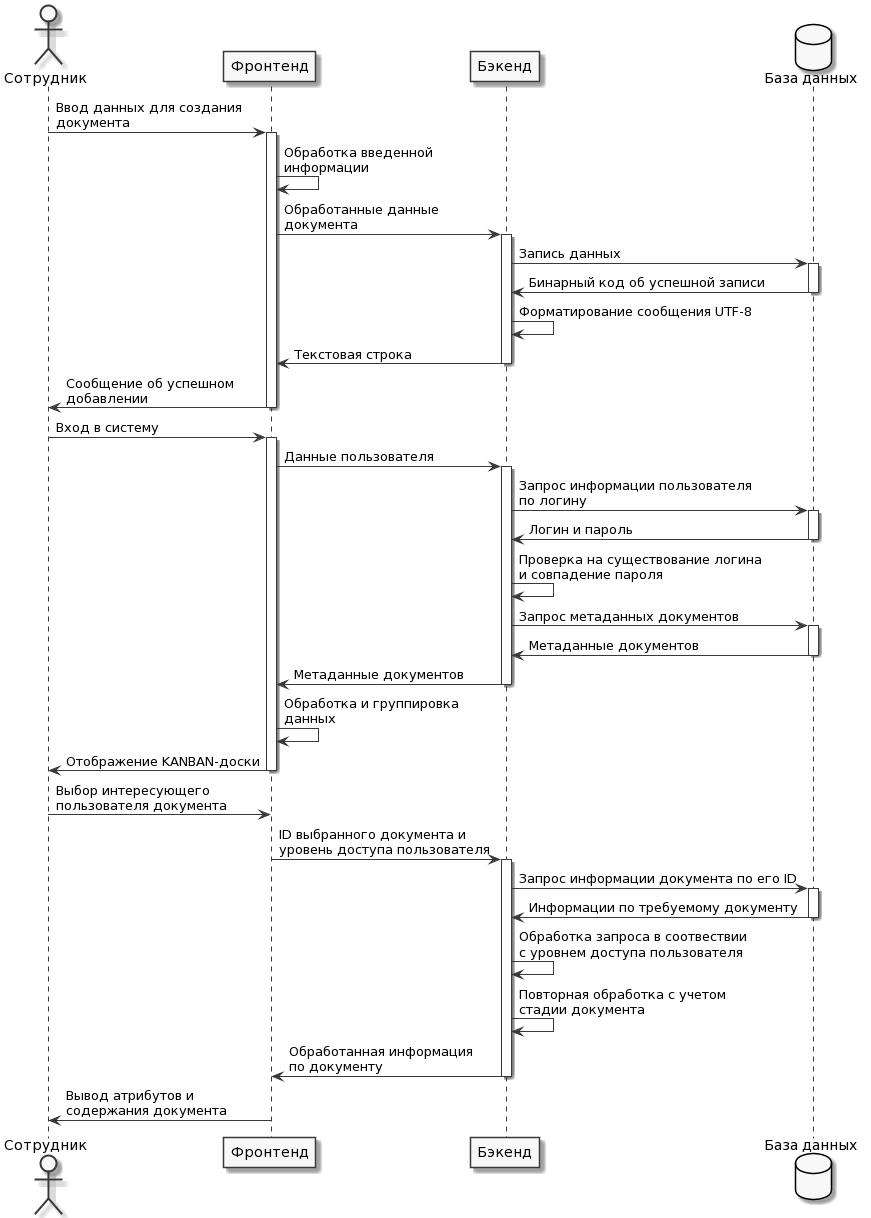 Сотрудник
Фронтенд
Бэкенд
База данных
Ввод данных для создания
документа
Обработка введенной
информации
Обработанные данные
документа
Запись данных
Бинарный код об успешной записи
Форматирование сообщения UTF-8
Текстовая строка
Сообщение об успешном
добавлении
Вход в систему
Данные пользователя
Запрос информации пользователя
по логину
Логин и пароль
Проверка на существование логина
и совпадение пароля
Запрос метаданных документов
Метаданные документов
Метаданные документов
Обработка и группировка
данных
Отображение KANBAN-доски
Выбор интересующего
пользователя документа
ID выбранного документа и
уровень доступа пользователя
Запрос информации документа по его ID
Информации по требуемому документу
Обработка запроса в соотвествии
с уровнем доступа пользователя
Повторная обработка с учетом
стадии документа
Обработанная информация
по документу
Вывод атрибутов и
содержания документа
Сотрудник
Фронтенд
Бэкенд
База данных